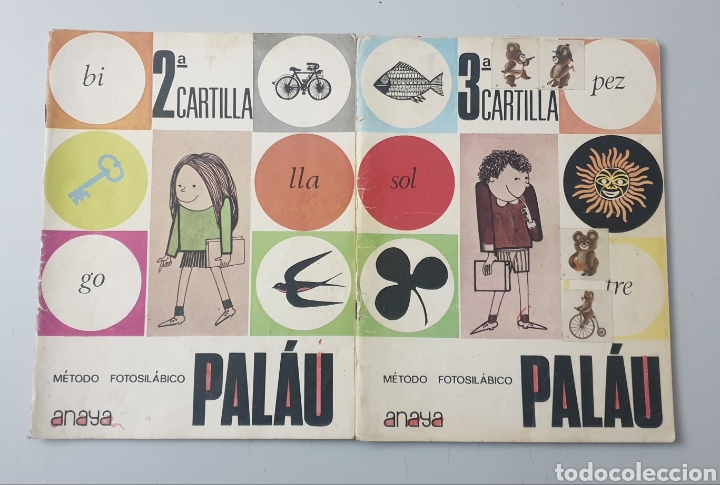 bi
2ª
CARTILLA
lla
go
MÉTODO FOTOSILÁBICO
PALÁU
anaya
3ª
CARTILLA
pez
sol
tre
MÉTODO FOTOSILÁBICO
PALÁU
anaya
todocoleccion